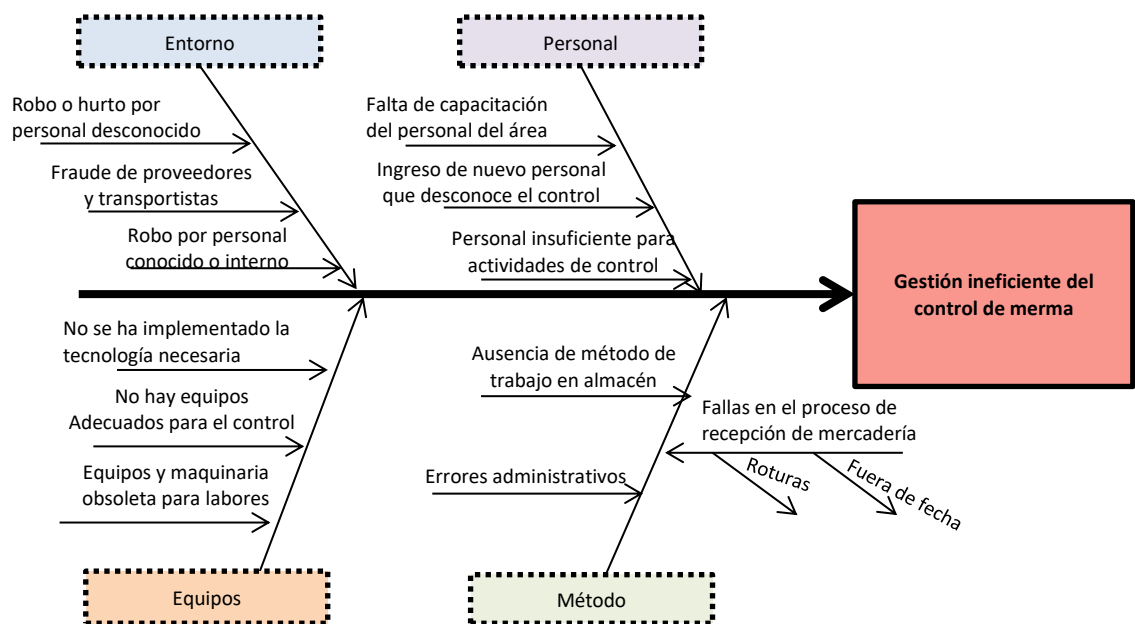 Entorno
Personal
Robo o hurto por
personal desconocido
Fraude de proveedores
y transportistas
Robo por personal
conocido o interno
Falta de capacitación
del personal del área
Ingreso de nuevo personal
que desconoce el control
Personal insuficiente para
actividades de control
Gestión ineficiente del
control de merma
No se ha implementado la
tecnología necesaria
No hay equipos
Adecuados para el control
Equipos y maquinaria
obsoleta para labores
Ausencia de método de
trabajo en almacén
Fallas en el proceso de
recepción de mercadería
Roturas
Fuera de fecha
Errores administrativos
Equipos
Método